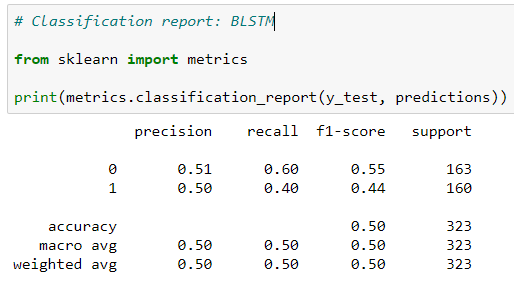 # Classification report: BLSTM
from sklearn import metrics
print(metrics.classification_report(y_test, predictions))
precision recall f1-score support
0 0.51 0.60 0.55 163
1 0.50 0.40 0.44 160
accuracy 0.50 323
macro avg 0.50 0.50 0.50 323
weighted avg 0.50 0.50 0.50 323